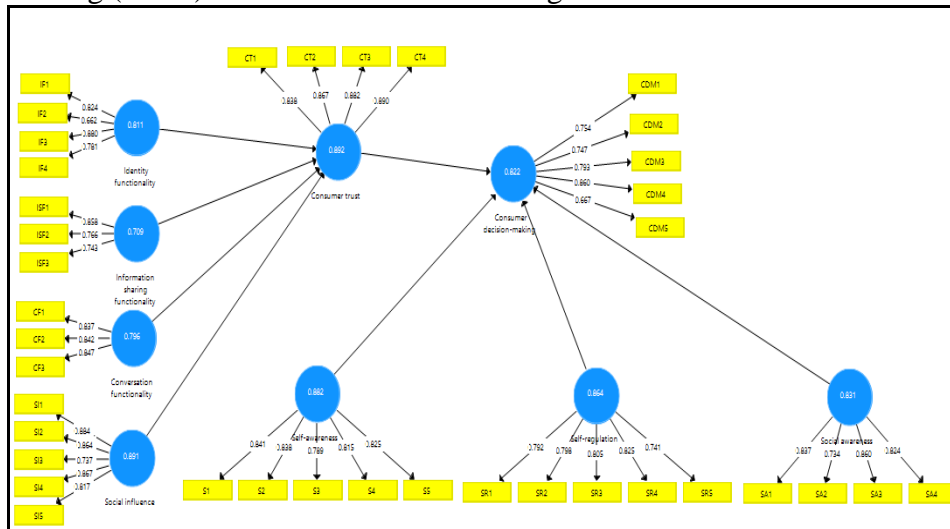 CT1
CT2
CT3
CT4
0.838
0.867
0.882
0.890
IF1
IF2
IF3
IF4
0.824
0.662
0.880
0.781
0.811
Identity
functionality
0.892
Consumer trust
CDM1
CDM2
CDM3
CDM4
CDM5
0.754
0.747
0.793
0.860
0.667
0.822
Consumer
decision-making
ISF1
ISF2
ISF3
0.858
0.766
0.743
0.709
Information
sharing
functionality
CF1
CF2
CF3
0.837
0.842
0.847
0.796
Conversation
functionality
SI1
SI2
SI3
SI4
SI5
0.884
0.864
0.737
0.867
0.817
0.891
Social influence
0.882
Self-awareness
0.841
0.838
0.789
0.815
0.825
S1
S2
S3
S4
S5
0.864
Self-regulation
0.792
0.798
0.805
0.825
0.741
SR1
SR2
SR3
SR4
SR5
0.831
Social awareness
0.837
0.734
0.860
0.824
SA1
SA2
SA3
SA4